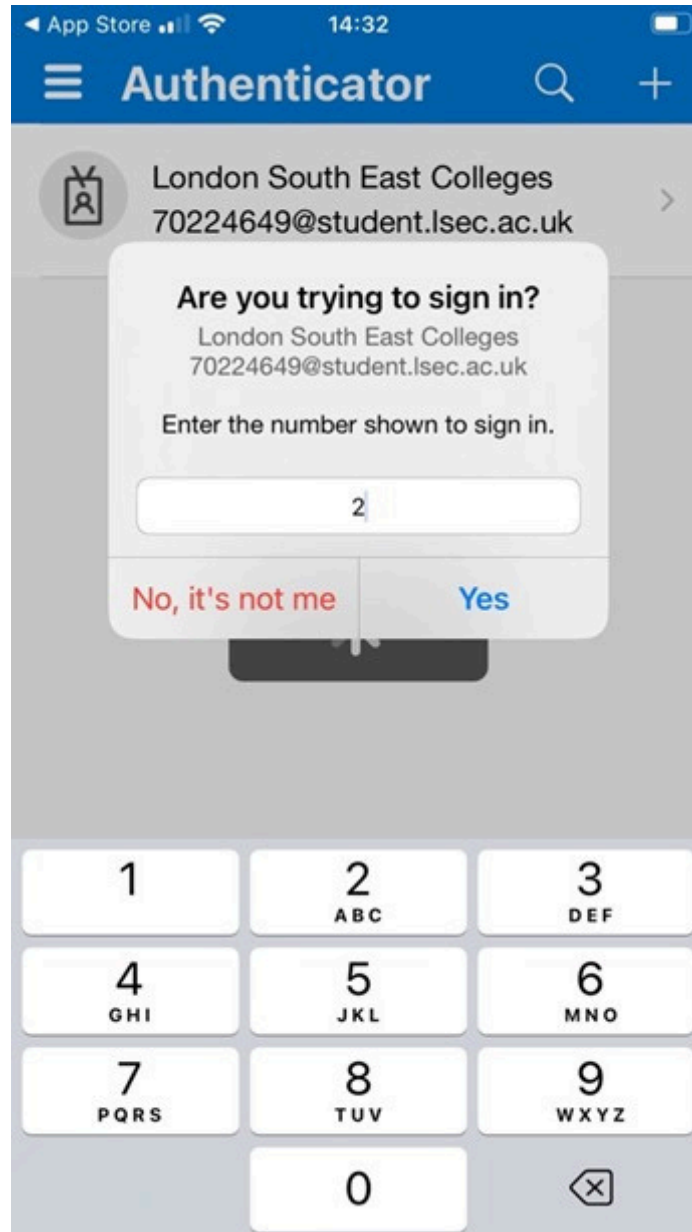 ◀ App Store 14:32
Authenticator
London South East Colleges
70224649@student.lsec.ac.uk
Are you trying to sign in?
London South East Colleges
70224649@student.lsec.ac.uk
Enter the number shown to sign in.
2
No, it's not me Yes
1 2 3
ABC DEF
4 5 6
GHI JKL MNO
7 8 9
PQRS TUV WXYZ
0